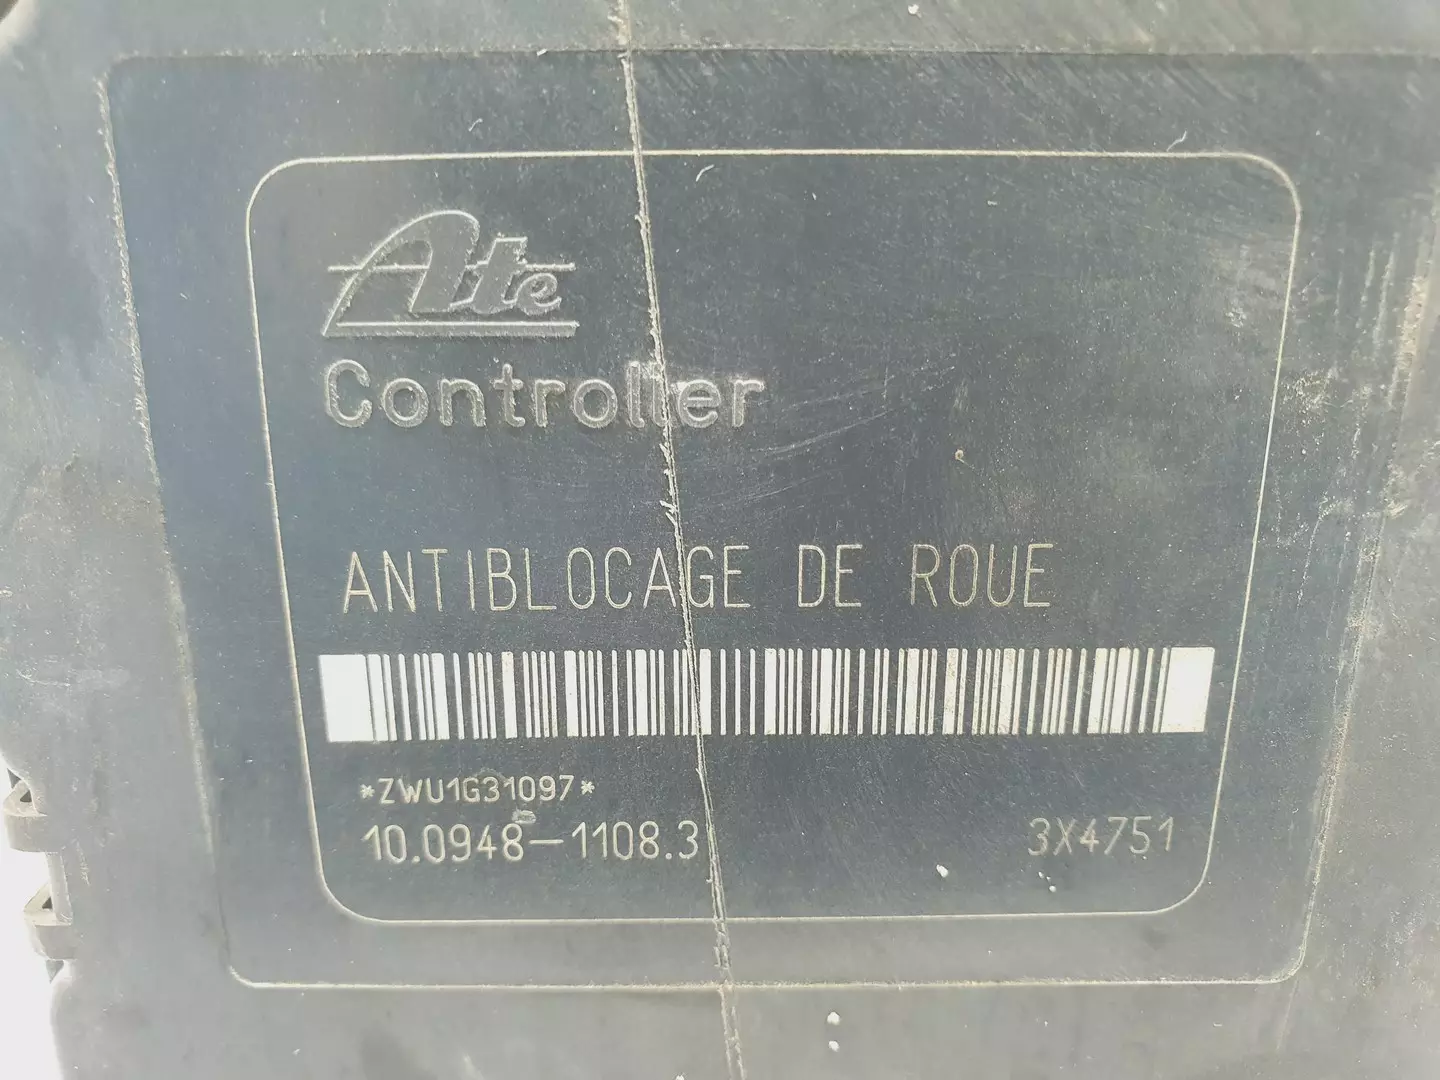 Ate
Controller
ANTIBLOCAGE DE ROUE
*ZWU1G31097*
10.0948-1108.3 3X4751